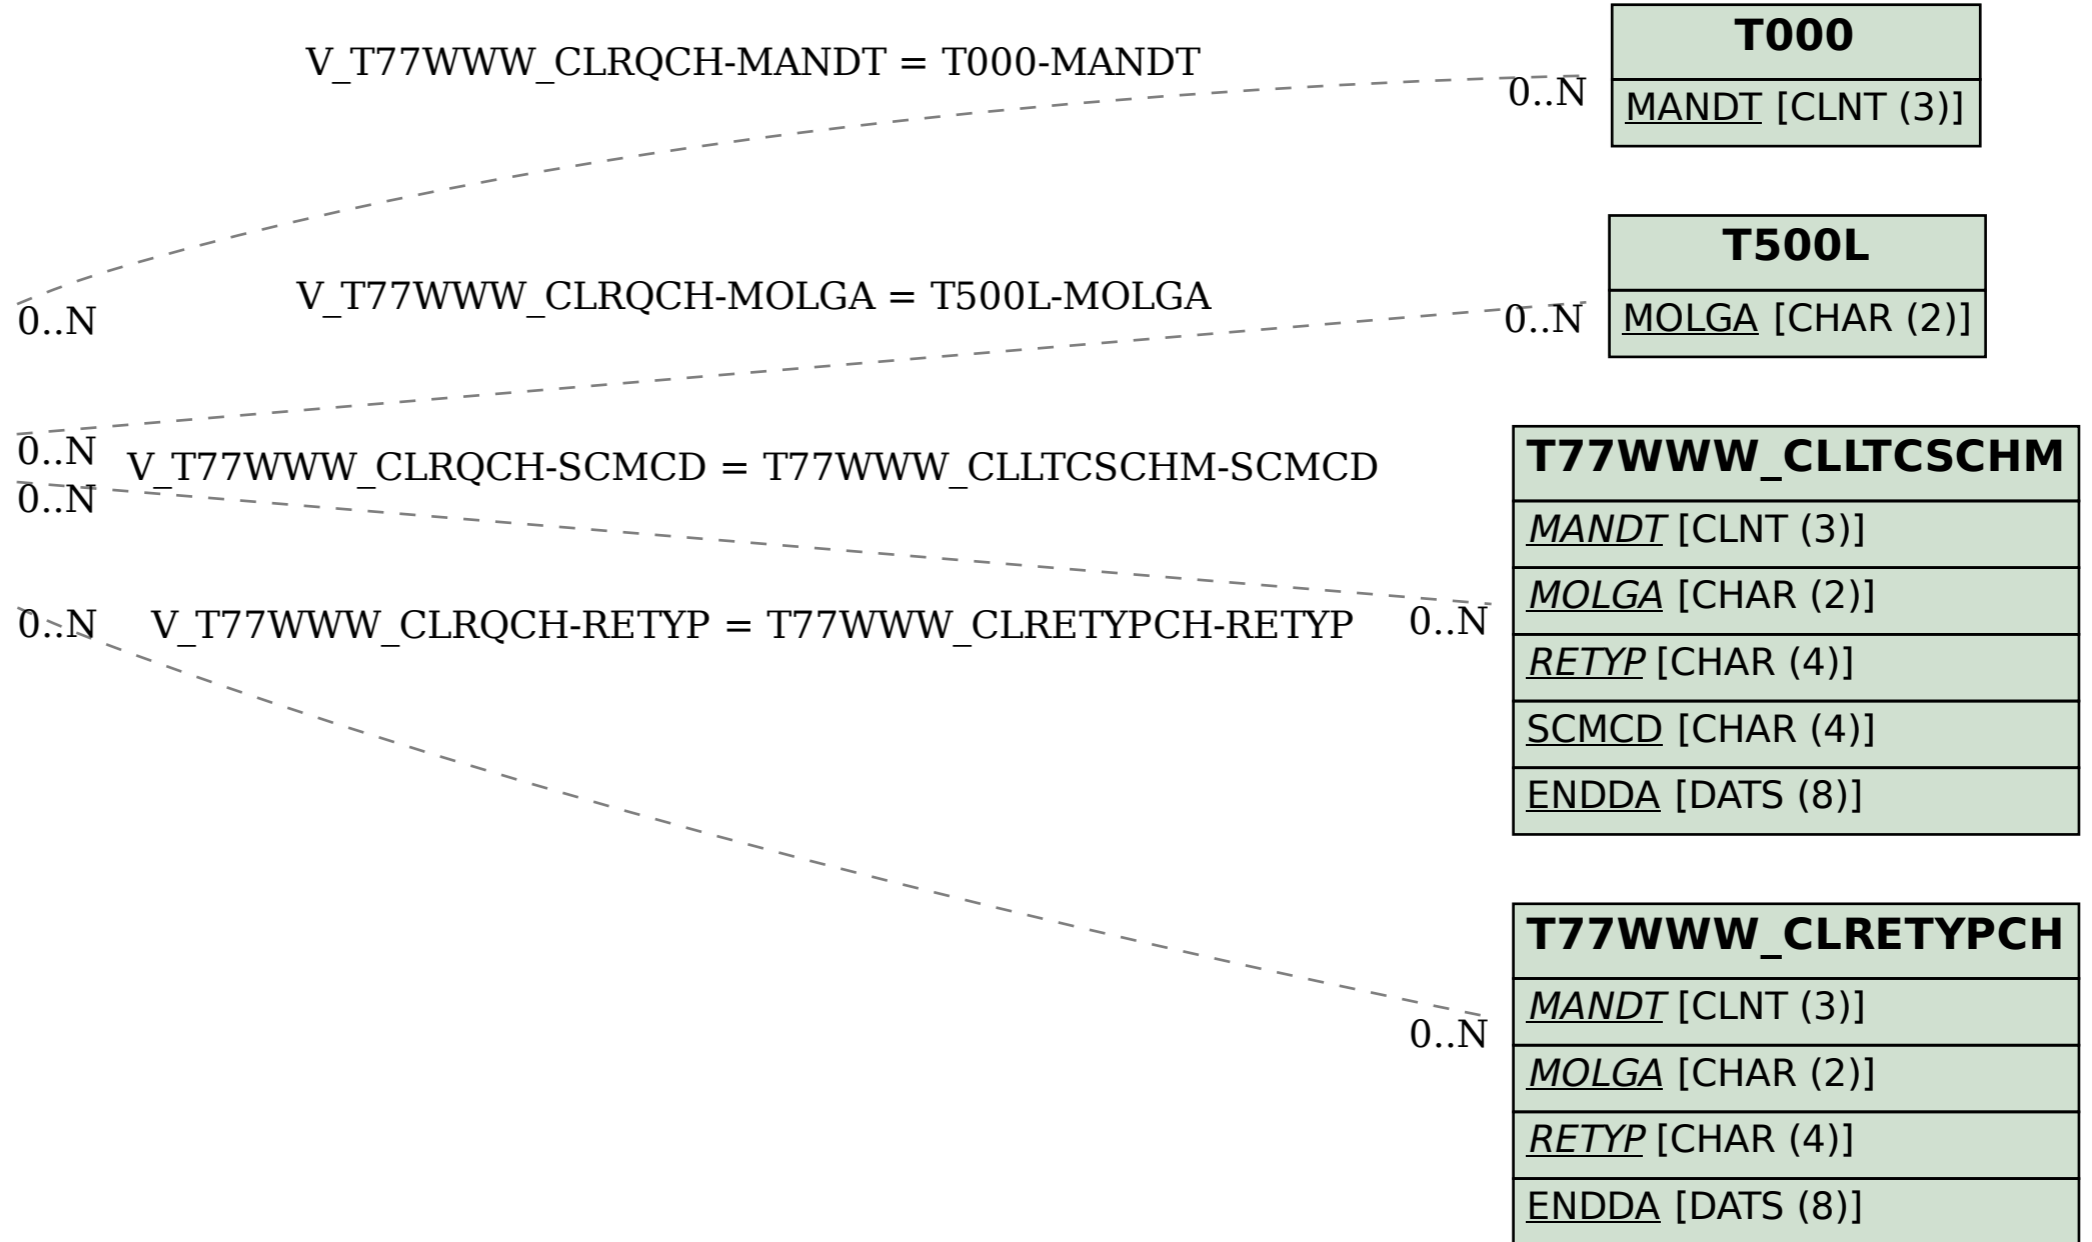 V_T77WWW_CLRQCH-MANDT = T000-MANDT
0..N
0..N
T000
MANDT [CLNT (3)]
V_T77WWW_CLRQCH-MOLGA = T500L-MOLGA
0..N
0..N
T500L
MOLGA [CHAR (2)]
V_T77WWW_CLRQCH-SCMCD = T77WWW_CLLTCSCHM-SCMCD
0..N
0..N
T77WWW_CLLTCSCHM
MANDT [CLNT (3)]
MOLGA [CHAR (2)]
RETYP [CHAR (4)]
SCMCD [CHAR (4)]
ENDDA [DATS (8)]
V_T77WWW_CLRQCH-RETYP = T77WWW_CLRETYPCH-RETYP
0..N
0..N
T77WWW_CLRETYPCH
MANDT [CLNT (3)]
MOLGA [CHAR (2)]
RETYP [CHAR (4)]
ENDDA [DATS (8)]